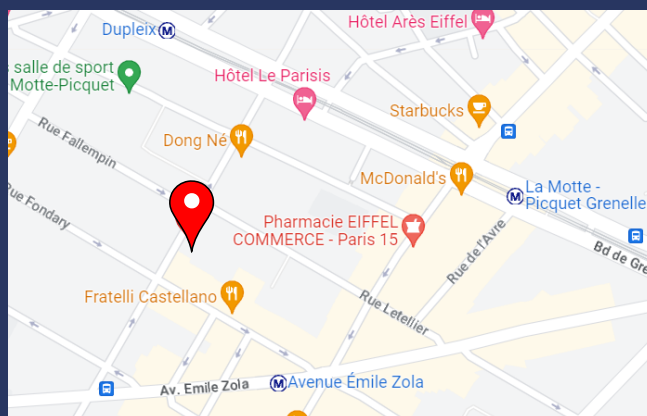 Hôtel Arès Eiffel
Dupleix
salle de sport
Motte-Picquet
Hôtel Le Parisis
Starbucks
Rue Fallempin
Dong Né
McDonald's
La Motte -
Picquet Grenelle
Rue Fondary
Pharmacie EIFFEL
COMMERCE - Paris 15
Rue de l'Avre
Bd de Gre
Fratelli Castellano
Rue Letellier
Av. Emile Zola
Avenue Émile Zola